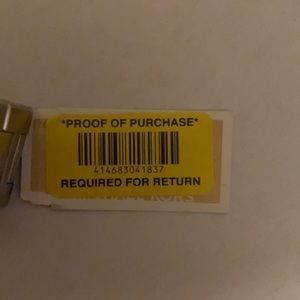 *PROOF OF PURCHASE*
414683041837
REQUIRED FOR RETURN